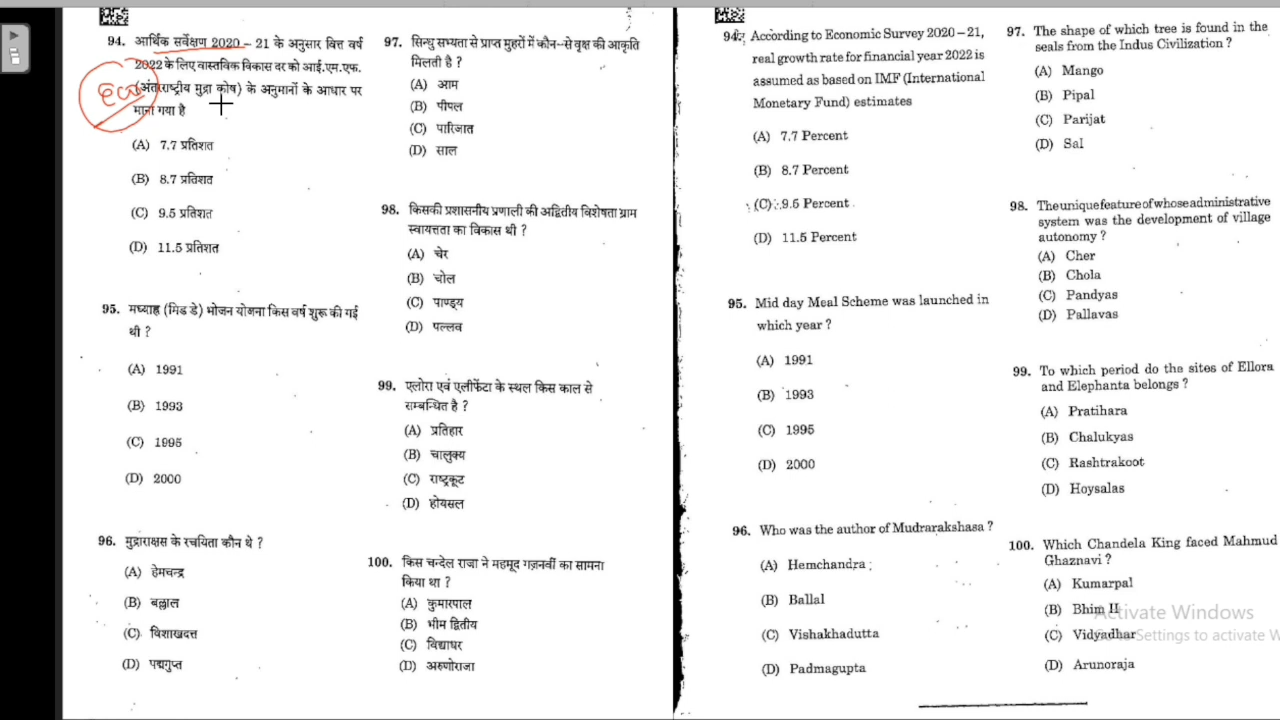 94. आर्थिक सर्वेक्षण 2020 – 21 के अनुसार वित्त वर्ष
2022 के लिए वास्तविक विकास दर को आई.एम.एफ.
(अंतर्राष्ट्रीय मुद्रा कोष) के अनुमानों के आधार पर
माना गया है
(A) 7.7 प्रतिशत
(B) 8.7 प्रतिशत
(C) 9.5 प्रतिशत
(D) 11.5 प्रतिशत
95. मध्याह्न (मिड डे) भोजन योजना किस वर्ष शुरू की गई
थी ?
(A) 1991
(B) 1993
(C) 1995
(D) 2000
96. मुद्राराक्षस के रचयिता कौन थे ?
(A) हेमचन्द्र
(B) बल्लाल
(C) विशाखदत्त
(D) पद्मगुप्त
97. सिन्धु सभ्यता से प्राप्त मुहरों में कौन–से वृक्ष की आकृति
मिलती है ?
(A) आम
(B) पीपल
(C) पारिजात
(D) साल
98. किसकी प्रशासनीय प्रणाली की अद्वितीय विशेषता ग्राम
स्वायत्तता का विकास थी ?
(A) चेर
(B) चोल
(C) पाण्ड्य
(D) पल्लव
99. एलोरा एवं एलीफेंटा के स्थल किस काल से
सम्बन्धित है ?
(A) प्रतिहार
(B) चालुक्य
(C) राष्ट्रकूट
(D) होयसल
100. किस चन्देल राजा ने महमूद गज़नवीं का सामना
किया था ?
(A) कुमारपाल
(B) भीम द्वितीय
(C) विद्याधर
(D) अरुणोराजा
94. According to Economic Survey 2020 – 21,
real growth rate for financial year 2022 is
assumed as based on IMF (International
Monetary Fund) estimates
(A) 7.7 Percent
(B) 8.7 Percent
(C) 9.5 Percent
(D) 11.5 Percent
95. Mid day Meal Scheme was launched in
which year ?
(A) 1991
(B) 1993
(C) 1995
(D) 2000
96. Who was the author of Mudrarakshasa ?
(A) Hemchandra
(B) Ballal
(C) Vishakhadutta
(D) Padmagupta
97. The shape of which tree is found in the
seals from the Indus Civilization ?
(A) Mango
(B) Pipal
(C) Parijat
(D) Sal
98. The unique feature of whose administrative
system was the development of village
autonomy ?
(A) Cher
(B) Chola
(C) Pandyas
(D) Pallavas
99. To which period do the sites of Ellora
and Elephanta belongs ?
(A) Pratihara
(B) Chalukyas
(C) Rashtrakoot
(D) Hoysalas
100. Which Chandela King faced Mahmud
Ghaznavi ?
(A) Kumarpal
(B) Bhim II
(C) Vidyadhar
(D) Arunoraja
Activate Windows
Settings to activate W